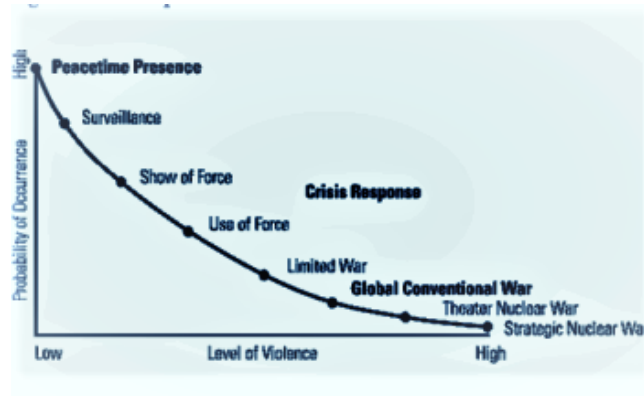 High
Peacetime Presence
Surveillance
Show of Force
Crisis Response
Use of Force
Limited War
Global Conventional War
Theater Nuclear War
Strategic Nuclear Wa
Probability of Occurrence
Low
Level of Violence
High